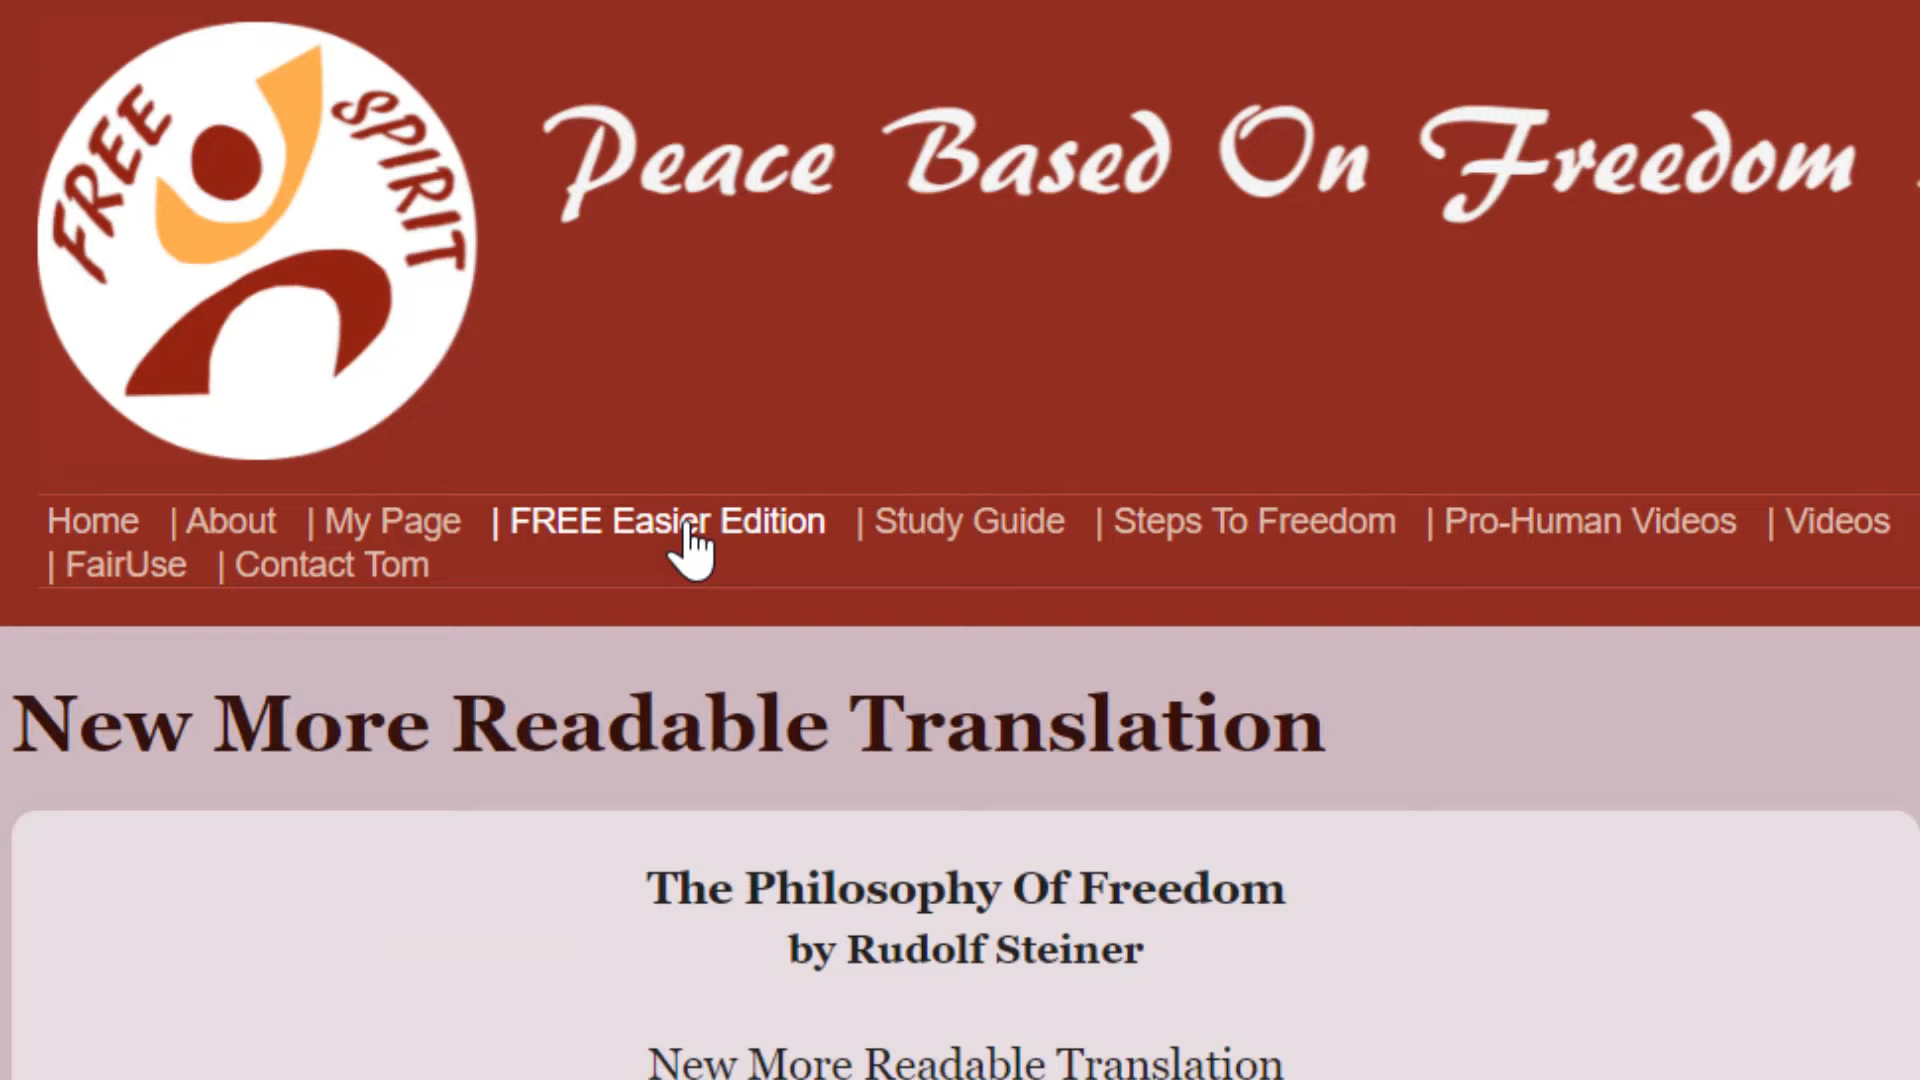 FREE SPIRIT
Peace Based On Freedom
Home | About | My Page | FREE Easier Edition | Study Guide | Steps To Freedom | Pro-Human Videos | Videos
| FairUse | Contact Tom
New More Readable Translation
The Philosophy Of Freedom
by Rudolf Steiner
New More Readable Translation